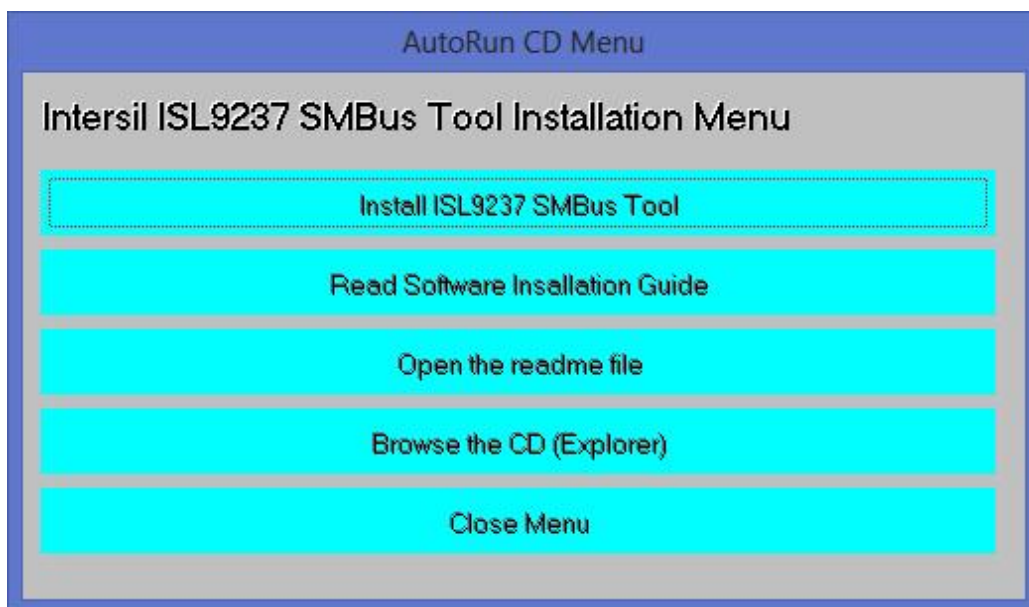 AutoRun CD Menu
Intersil ISL9237 SMBus Tool Installation Menu
Install ISL9237 SMBus Tool
Read Software Insallation Guide
Open the readme file
Browse the CD (Explorer)
Close Menu